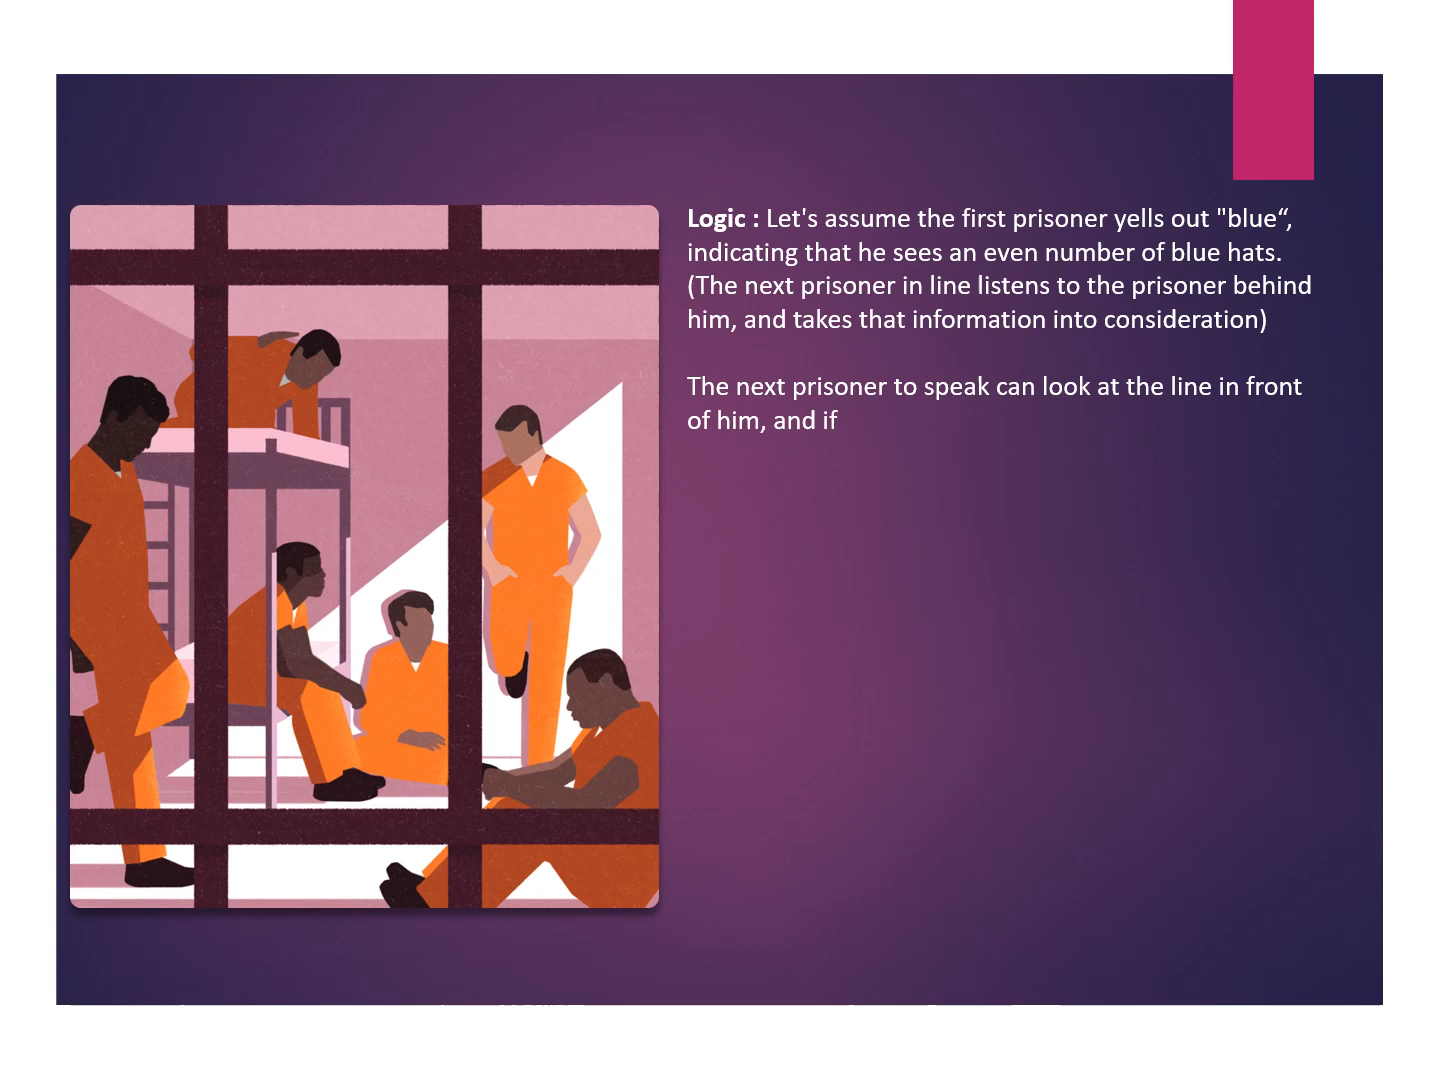 Logic : Let's assume the first prisoner yells out "blue“,
indicating that he sees an even number of blue hats.
(The next prisoner in line listens to the prisoner behind
him, and takes that information into consideration)
The next prisoner to speak can look at the line in front
of him, and if